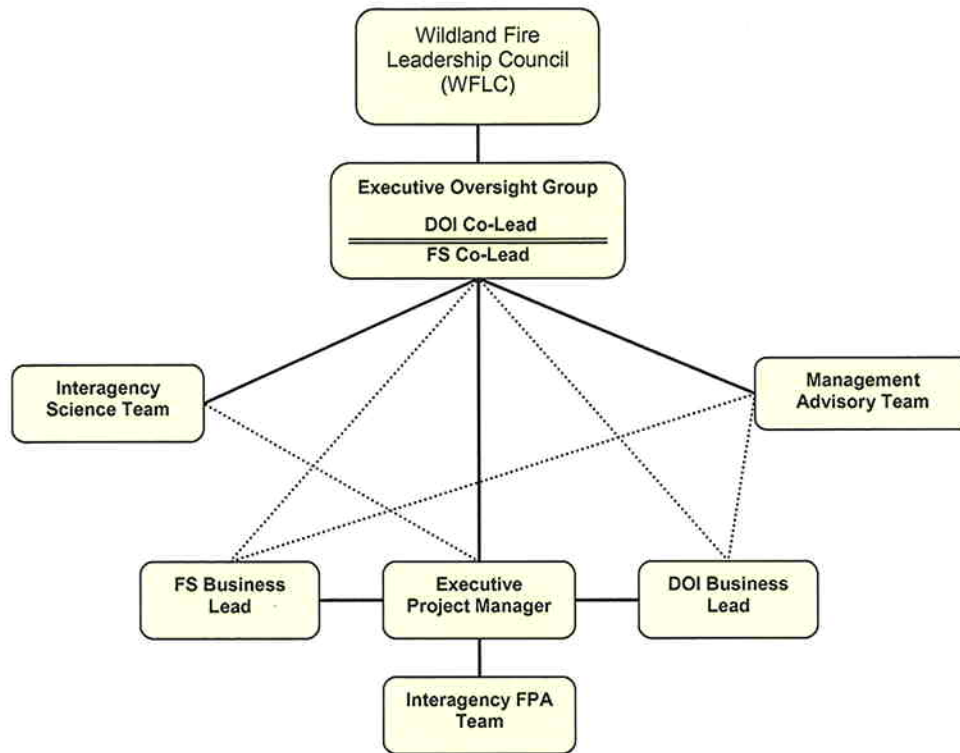 Wildland Fire
Leadership Council
(WFLC)
Executive Oversight Group
DOI Co-Lead
FS Co-Lead
Interagency
Science Team
Management
Advisory Team
FS Business
Lead
Executive
Project Manager
DOI Business
Lead
Interagency FPA
Team